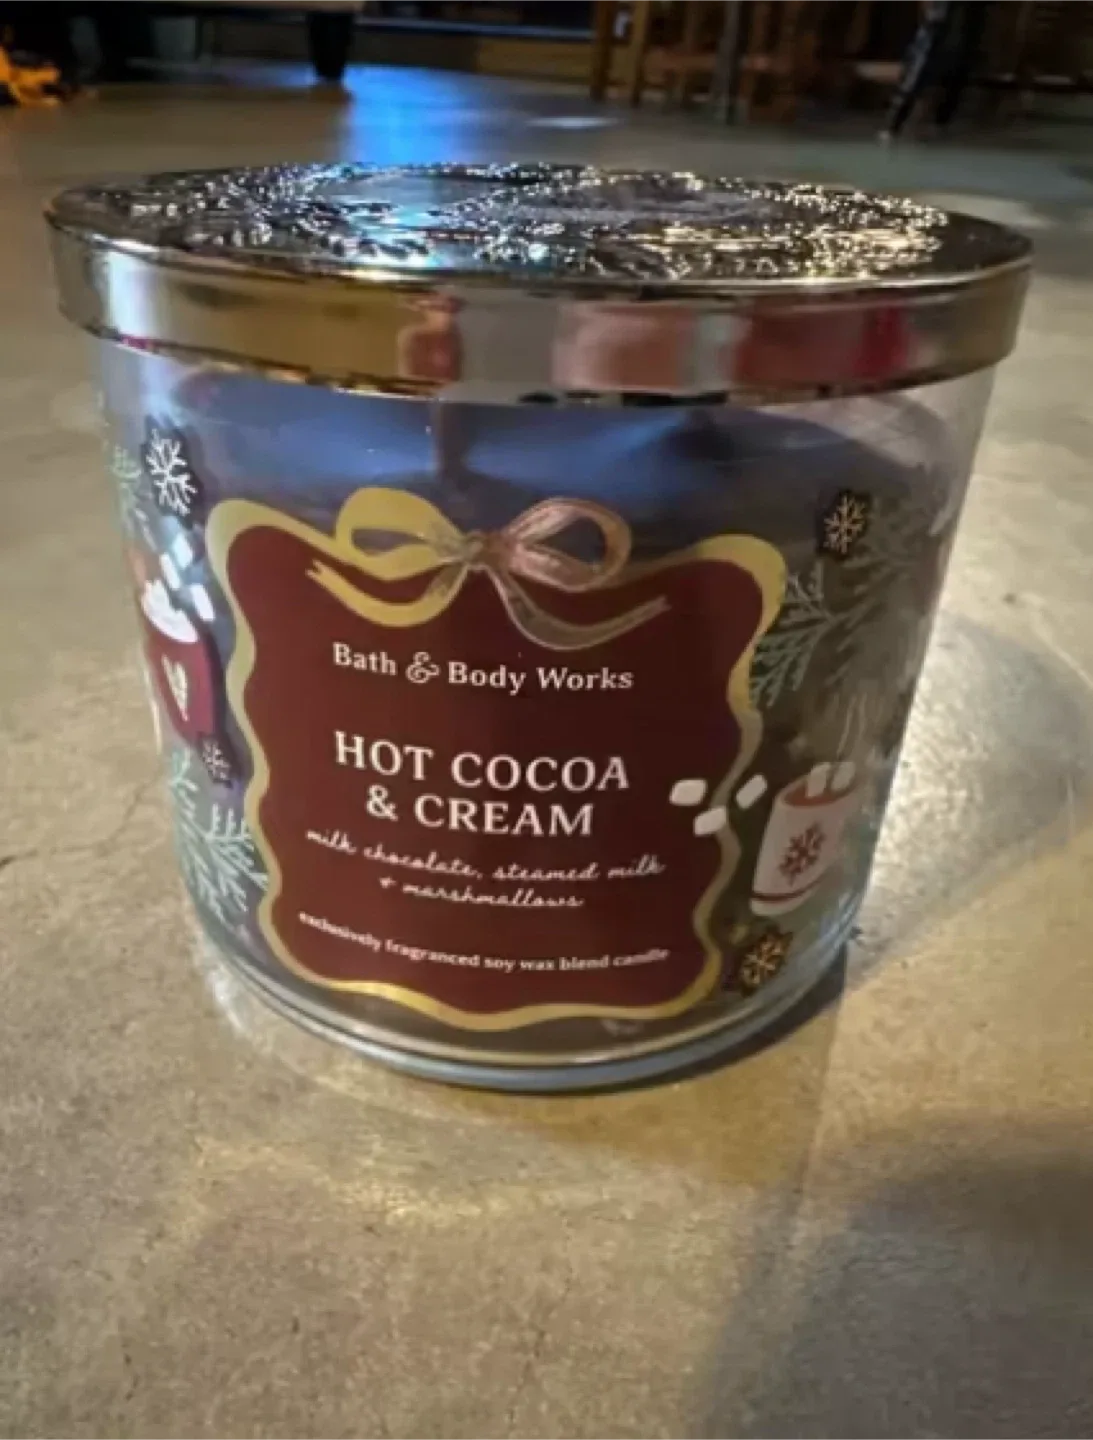 Bath & Body Works
HOT COCOA
& CREAM
milk chocolate, steamed milk
+ marshmallows
exclusively fragranced soy wax blend candle